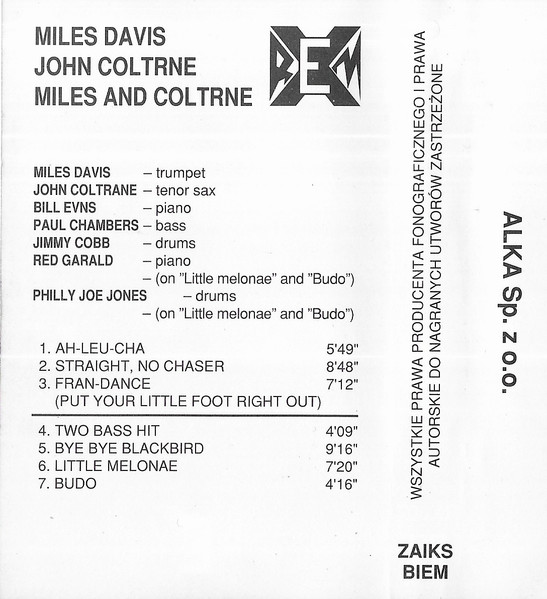 MILES DAVIS
JOHN COLTRNE
MILES AND COLTRNE
BEM
MILES DAVIS – trumpet
JOHN COLTRANE – tenor sax
BILL EVNS – piano
PAUL CHAMBERS – bass
JIMMY COBB – drums
RED GARALD – piano
– (on ”Little melonae” and ”Budo”)
PHILLY JOE JONES – drums
– (on ”Little melonae” and ”Budo”)
1. AH-LEU-CHA 5'49"
2. STRAIGHT, NO CHASER 8'48"
3. FRAN-DANCE 7'12"
(PUT YOUR LITTLE FOOT RIGHT OUT)
4. TWO BASS HIT 4'09"
5. BYE BYE BLACKBIRD 9'16"
6. LITTLE MELONAE 7'20"
7. BUDO 4'16"
WSZYSTKIE PRAWA PRODUCENTA FONOGRAFICZNEGO I PRAWA
AUTORSKIE DO NAGRANYCH UTWORÓW ZASTRZEŻONE
ALKA Sp. z o.o.
ZAIKS
BIEM